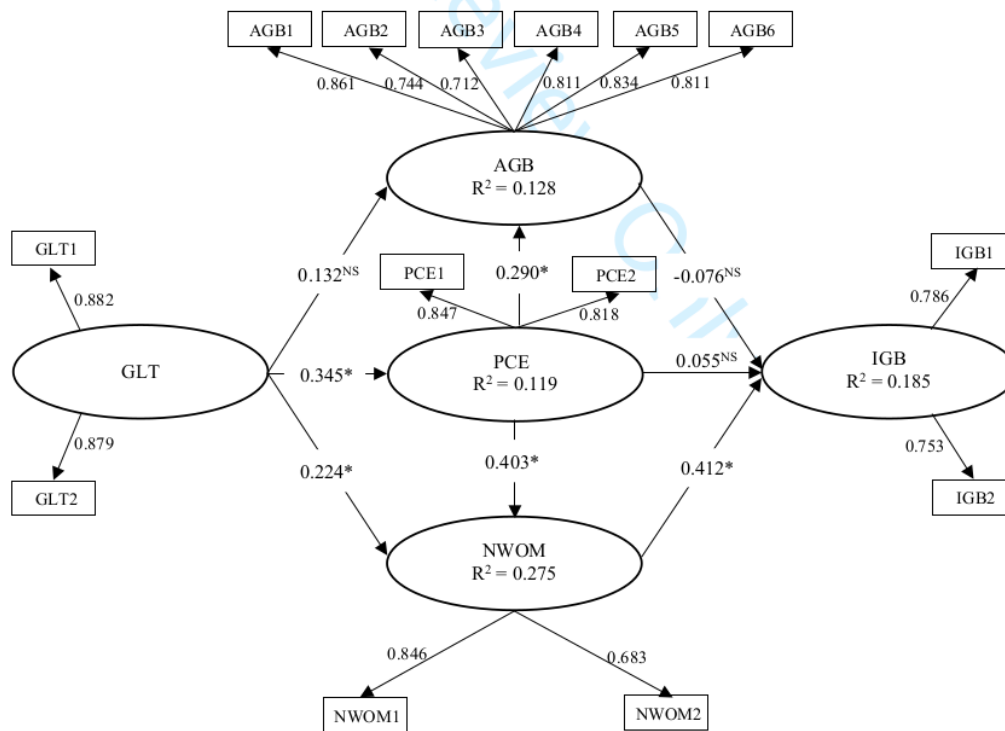 AGB1 AGB2 AGB3 AGB4 AGB5 AGB6
0.861 0.744 0.712 0.811 0.834 0.811
AGB
R² = 0.128
GLT1
0.882
IGB1
0.786
0.132ᴺˢ
0.290*
-0.076ᴺˢ
PCE1
0.847
PCE2
0.818
GLT
0.345*
PCE
R² = 0.119
0.055ᴺˢ
IGB
R² = 0.185
0.879
GLT2
0.753
IGB2
0.224*
0.403*
0.412*
NWOM
R² = 0.275
0.846
0.683
NWOM1
NWOM2